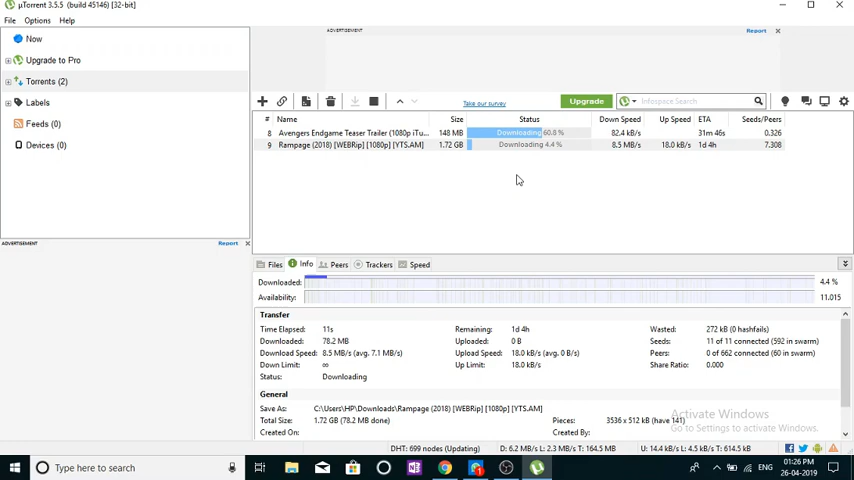 µTorrent 3.5.5 (build 45146) [32-bit]
File Options Help
ADVERTISEMENT Report
Now
Upgrade to Pro
Torrents (2)
Labels
Feeds (0)
Devices (0)
ADVERTISEMENT Report
Take our survey Upgrade Infospace Search
# Name Size Status Down Speed Up Speed ETA Seeds/Peers
8 Avengers Endgame Teaser Trailer (1080p iTu... 148 MB Downloading 60.8 % 82.4 kB/s 31m 46s 0.326
9 Rampage (2018) [WEBRip] [1080p] [YTS.AM] 1.72 GB Downloading 4.4 % 8.5 MB/s 18.0 kB/s 1d 4h 7.308
Files Info Peers Trackers Speed
Downloaded: 4.4 %
Availability: 11.015
Transfer
Time Elapsed: 11s Remaining: 1d 4h Wasted: 272 kB (0 hashfails)
Downloaded: 78.2 MB Uploaded: 0 B Seeds: 11 of 11 connected (592 in swarm)
Download Speed: 8.5 MB/s (avg. 7.1 MB/s) Upload Speed: 18.0 kB/s (avg. 0 B/s) Peers: 0 of 662 connected (60 in swarm)
Down Limit: ∞ Up Limit: 18.0 kB/s Share Ratio: 0.000
Status: Downloading
General
Save As: C:\Users\HP\Downloads\Rampage (2018) [WEBRip] [1080p] [YTS.AM]
Total Size: 1.72 GB (78.2 MB done) Pieces: 3536 x 512 kB (have 141)
Created On: Created By:
Activate Windows
Go to Settings to activate Windows.
DHT: 699 nodes (Updating) D: 6.2 MB/s L: 2.3 MB/s T: 164.5 MB U: 14.4 kB/s L: 4.5 kB/s T: 614.5 kB
Type here to search ENG 01:26 PM
26-04-2019